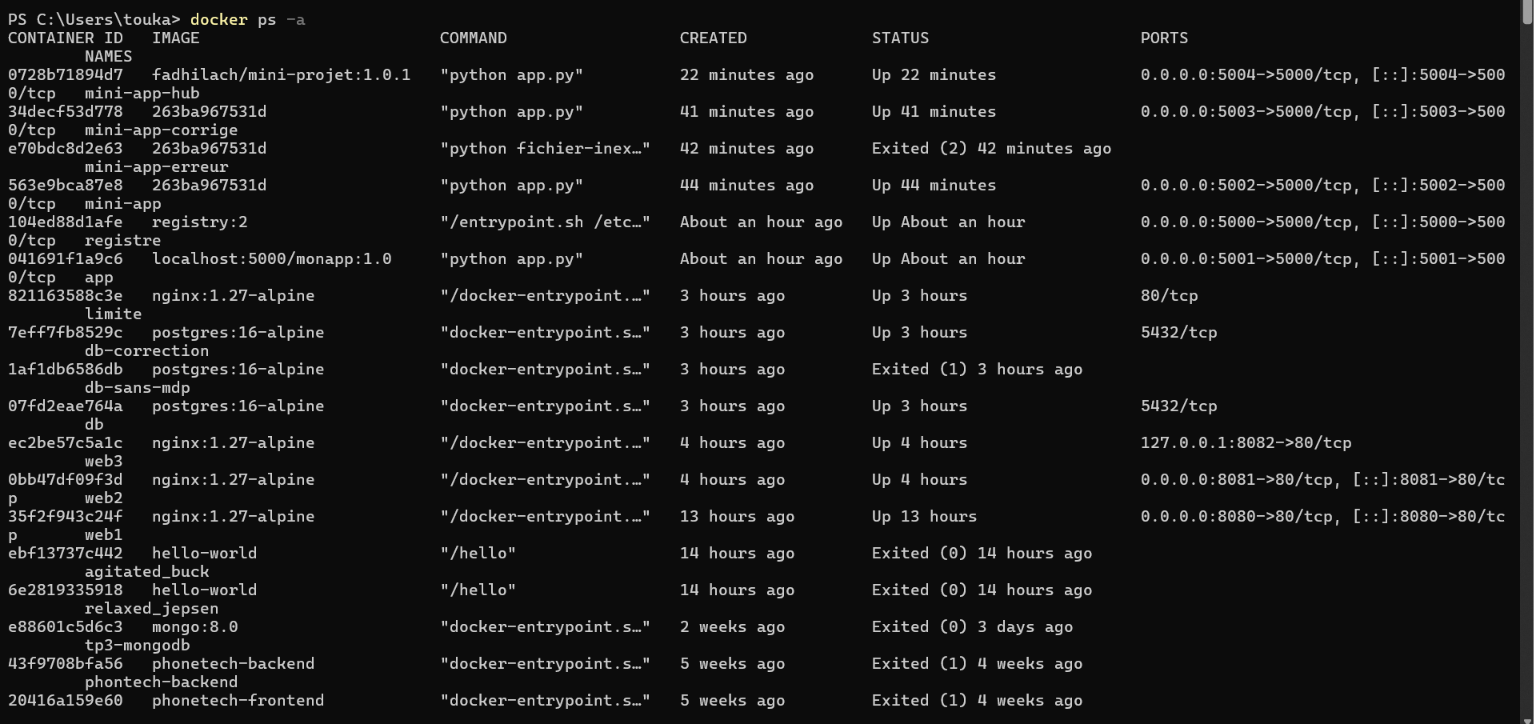 PS C:\Users\touka> docker ps -a
CONTAINER ID   IMAGE                         COMMAND                  CREATED             STATUS                      PORTS
        NAMES
0728b71894d7   fadhilach/mini-projet:1.0.1   "python app.py"          22 minutes ago      Up 22 minutes               0.0.0.0:5004->5000/tcp, [::]:5004->500
0/tcp   mini-app-hub
34decf53d778   263ba967531d                  "python app.py"          41 minutes ago      Up 41 minutes               0.0.0.0:5003->5000/tcp, [::]:5003->500
0/tcp   mini-app-corrige
e70bdc8d2e63   263ba967531d                  "python fichier-inex…"   42 minutes ago      Exited (2) 42 minutes ago
        mini-app-erreur
563e9bca87e8   263ba967531d                  "python app.py"          44 minutes ago      Up 44 minutes               0.0.0.0:5002->5000/tcp, [::]:5002->500
0/tcp   mini-app
104ed88d1afe   registry:2                    "/entrypoint.sh /etc…"   About an hour ago   Up About an hour            0.0.0.0:5000->5000/tcp, [::]:5000->500
0/tcp   registre
041691f1a9c6   localhost:5000/monapp:1.0     "python app.py"          About an hour ago   Up About an hour            0.0.0.0:5001->5000/tcp, [::]:5001->500
0/tcp   app
821163588c3e   nginx:1.27-alpine             "/docker-entrypoint.…"   3 hours ago         Up 3 hours                  80/tcp
        limite
7eff7fb8529c   postgres:16-alpine            "docker-entrypoint.s…"   3 hours ago         Up 3 hours                  5432/tcp
        db-correction
1af1db6586db   postgres:16-alpine            "docker-entrypoint.s…"   3 hours ago         Exited (1) 3 hours ago
        db-sans-mdp
07fd2eae764a   postgres:16-alpine            "docker-entrypoint.s…"   3 hours ago         Up 3 hours                  5432/tcp
        db
ec2be57c5a1c   nginx:1.27-alpine             "/docker-entrypoint.…"   4 hours ago         Up 4 hours                  127.0.0.1:8082->80/tcp
        web3
0bb47df09f3d   nginx:1.27-alpine             "/docker-entrypoint.…"   4 hours ago         Up 4 hours                  0.0.0.0:8081->80/tcp, [::]:8081->80/tc
p       web2
35f2f943c24f   nginx:1.27-alpine             "/docker-entrypoint.…"   13 hours ago        Up 13 hours                 0.0.0.0:8080->80/tcp, [::]:8080->80/tc
p       web1
ebf13737c442   hello-world                   "/hello"                 14 hours ago        Exited (0) 14 hours ago
        agitated_buck
6e2819335918   hello-world                   "/hello"                 14 hours ago        Exited (0) 14 hours ago
        relaxed_jepsen
e88601c5d6c3   mongo:8.0                     "docker-entrypoint.s…"   2 weeks ago         Exited (0) 3 days ago
        tp3-mongodb
43f9708bfa56   phonetech-backend             "docker-entrypoint.s…"   5 weeks ago         Exited (1) 4 weeks ago
        phontech-backend
20416a159e60   phonetech-frontend            "docker-entrypoint.s…"   5 weeks ago         Exited (1) 4 weeks ago